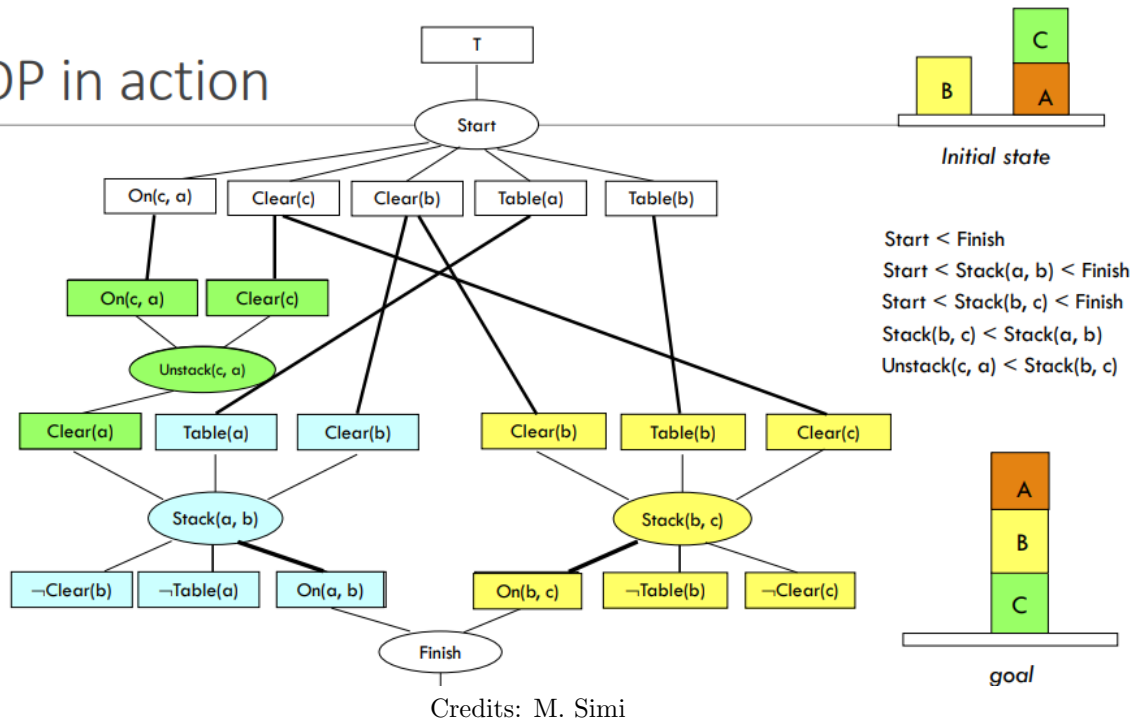 T
C
OP in action
B
A
Start
Initial state
On(c, a) Clear(c) Clear(b) Table(a) Table(b)
Start < Finish
Start < Stack(a, b) < Finish
On(c, a) Clear(c)
Start < Stack(b, c) < Finish
Stack(b, c) < Stack(a, b)
Unstack(c, a) < Stack(b, c)
Unstack(c, a)
Clear(a) Table(a) Clear(b) Clear(b) Table(b) Clear(c)
A
Stack(a, b) Stack(b, c)
B
¬Clear(b) ¬Table(a) On(a, b) On(b, c) ¬Table(b) ¬Clear(c)
C
Finish
goal
Credits: M. Simi